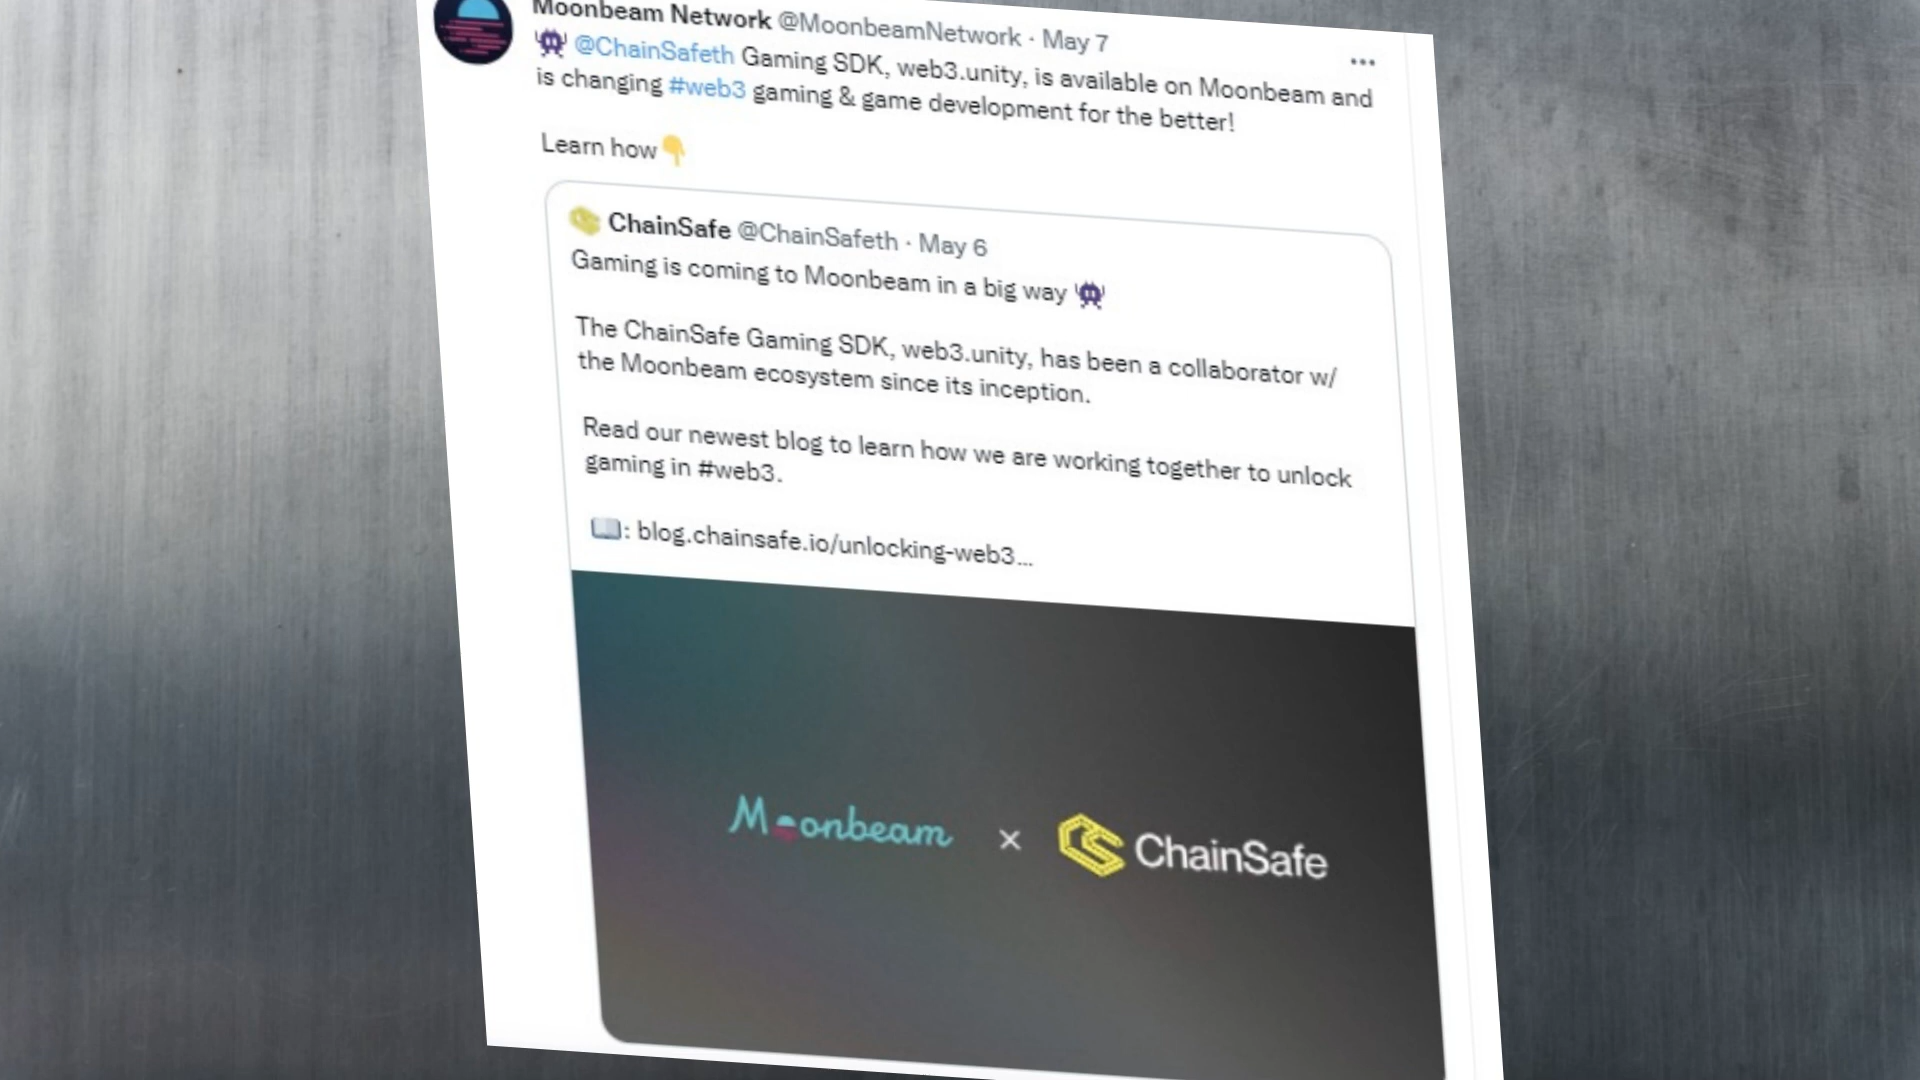 Moonbeam Network @MoonbeamNetwork · May 7
👾 @ChainSafeth Gaming SDK, web3.unity, is available on Moonbeam and
is changing #web3 gaming & game development for the better!
Learn how👇
ChainSafe @ChainSafeth · May 6
Gaming is coming to Moonbeam in a big way 👾
The ChainSafe Gaming SDK, web3.unity, has been a collaborator w/
the Moonbeam ecosystem since its inception.
Read our newest blog to learn how we are working together to unlock
gaming in #web3.
📖: blog.chainsafe.io/unlocking-web3...
Moonbeam × ChainSafe